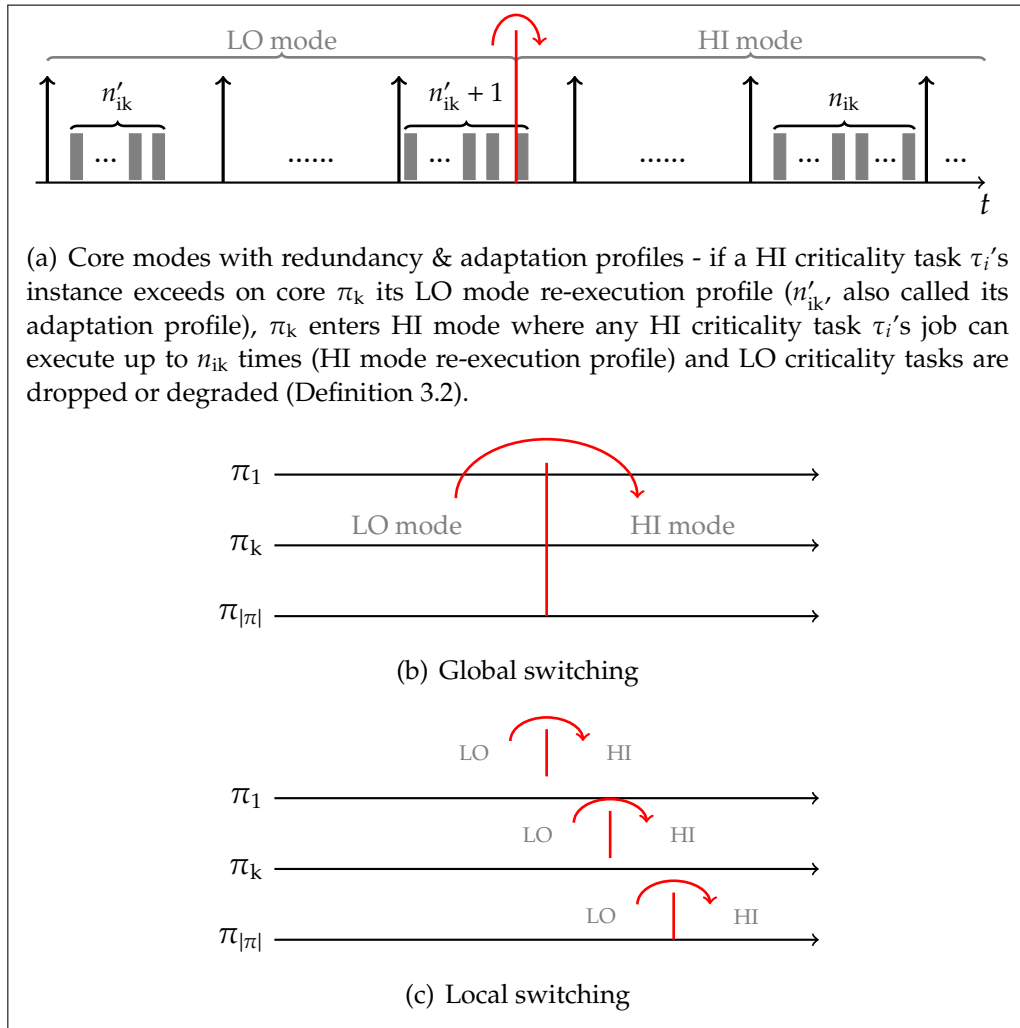 LO mode HI mode
n′ik n′ik + 1 nik
... ...... ... ...... ... ... ...
t
(a) Core modes with redundancy & adaptation profiles - if a HI criticality task τi's
instance exceeds on core πk its LO mode re-execution profile (n′ik, also called its
adaptation profile), πk enters HI mode where any HI criticality task τi's job can
execute up to nik times (HI mode re-execution profile) and LO criticality tasks are
dropped or degraded (Definition 3.2).
π1
LO mode HI mode
πk
π|π|
(b) Global switching
LO HI
π1
LO HI
πk
LO HI
π|π|
(c) Local switching